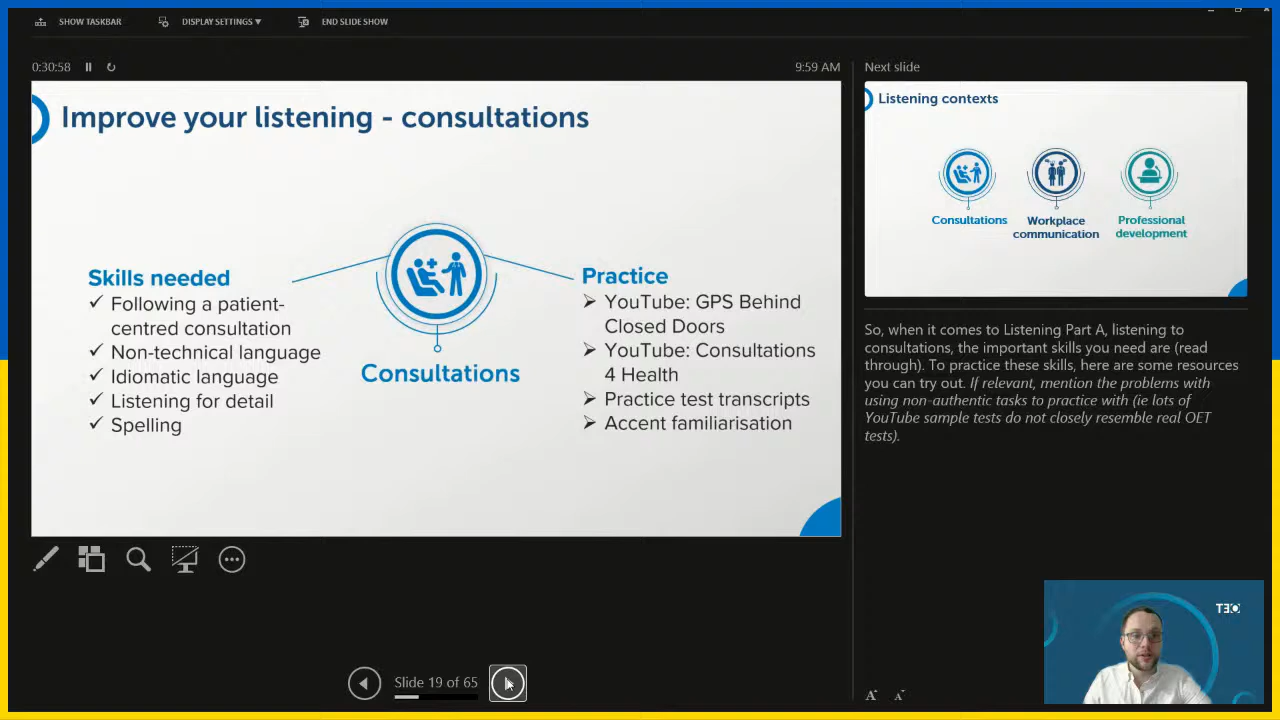 SHOW TASKBAR
DISPLAY SETTINGS ▼
END SLIDE SHOW
0:30:58
9:59 AM
Improve your listening - consultations
Skills needed
✓ Following a patient-
centred consultation
✓ Non-technical language
✓ Idiomatic language
✓ Listening for detail
✓ Spelling
Consultations
Practice
➢ YouTube: GPS Behind
Closed Doors
➢ YouTube: Consultations
4 Health
➢ Practice test transcripts
➢ Accent familiarisation
Slide 19 of 65
Next slide
Listening contexts
Consultations
Workplace
communication
Professional
development
So, when it comes to Listening Part A, listening to
consultations, the important skills you need are (read
through). To practice these skills, here are some resources
you can try out. If relevant, mention the problems with
using non-authentic tasks to practice with (ie lots of
YouTube sample tests do not closely resemble real OET
tests).
A
A
OET